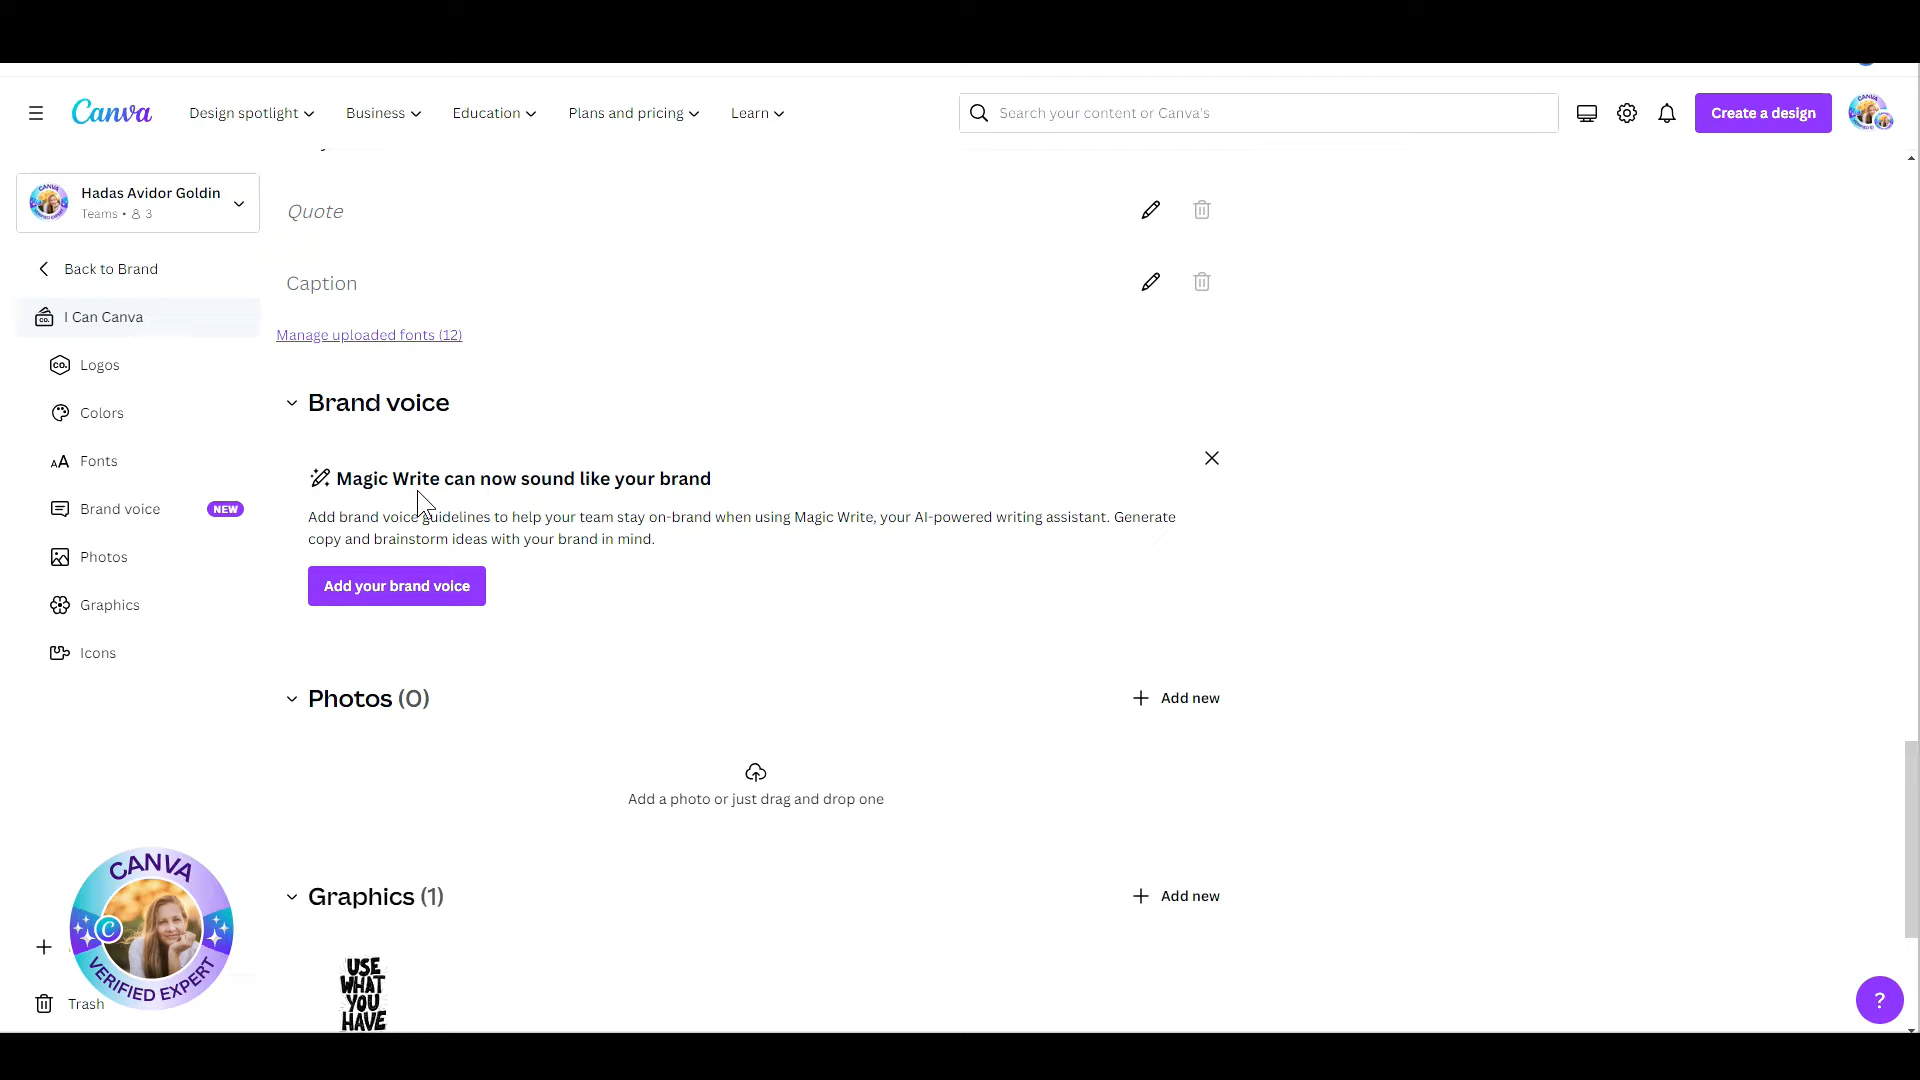 Canva
Design spotlight
Business
Education
Plans and pricing
Learn
Search your content or Canva's
Create a design
Hadas Avidor Goldin
Teams • 3
Back to Brand
I Can Canva
Logos
Colors
Fonts
Brand voice NEW
Photos
Graphics
Icons
Trash
CANVA
VERIFIED EXPERT
Quote
Caption
Manage uploaded fonts (12)
Brand voice
Magic Write can now sound like your brand
Add brand voice guidelines to help your team stay on-brand when using Magic Write, your AI-powered writing assistant. Generate
copy and brainstorm ideas with your brand in mind.
Add your brand voice
Photos (0)
Add new
Add a photo or just drag and drop one
Graphics (1)
Add new
USE
WHAT
YOU
HAVE
?